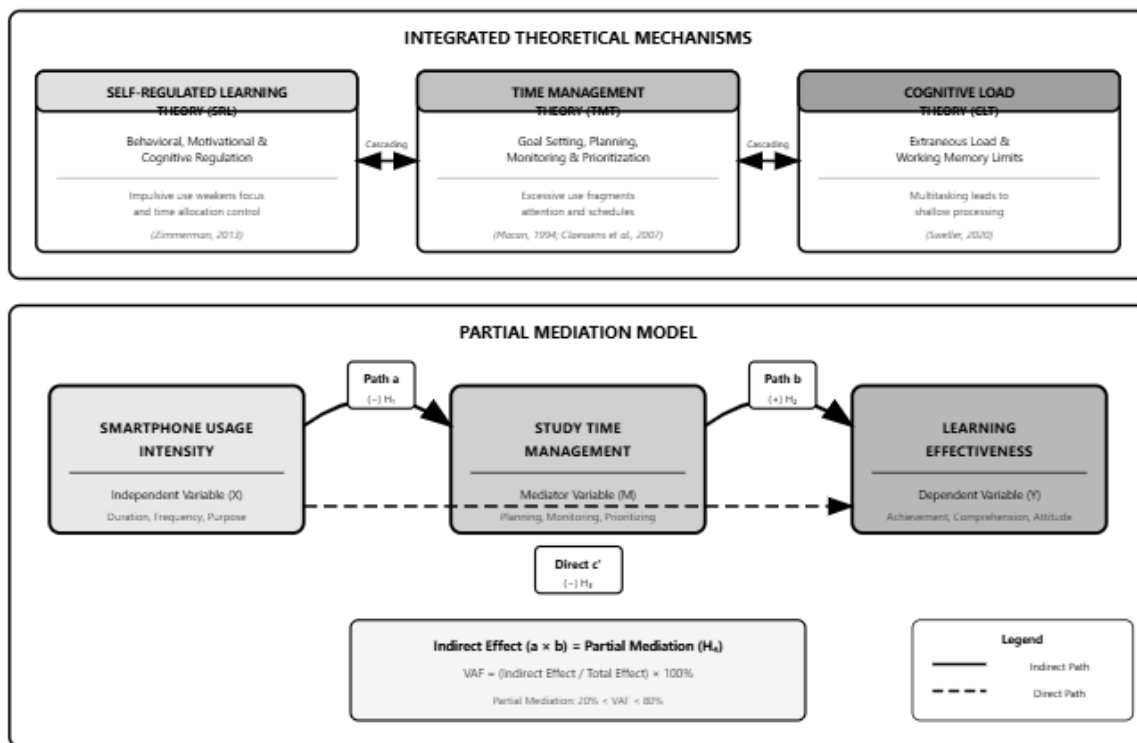 INTEGRATED THEORETICAL MECHANISMS
SELF-REGULATED LEARNING
THEORY (SRL)
Behavioral, Motivational &
Cognitive Regulation
Impulsive use weakens focus
and time allocation control
(Zimmerman, 2013)
Cascading
TIME MANAGEMENT
THEORY (TMT)
Goal Setting, Planning,
Monitoring & Prioritization
Excessive use fragments
attention and schedules
(Macan, 1994; Claessens et al., 2007)
Cascading
COGNITIVE LOAD
THEORY (CLT)
Extraneous Load &
Working Memory Limits
Multitasking leads to
shallow processing
(Sweller, 2020)
PARTIAL MEDIATION MODEL
Path a
(−) H₁
Path b
(+) H₂
SMARTPHONE USAGE
INTENSITY
Independent Variable (X)
Duration, Frequency, Purpose
STUDY TIME
MANAGEMENT
Mediator Variable (M)
Planning, Monitoring, Prioritizing
LEARNING
EFFECTIVENESS
Dependent Variable (Y)
Achievement, Comprehension, Attitude
Direct c'
(−) H₃
Indirect Effect (a × b) = Partial Mediation (H₄)
VAF = (Indirect Effect / Total Effect) × 100%
Partial Mediation: 20% < VAF < 80%
Legend
Indirect Path
Direct Path